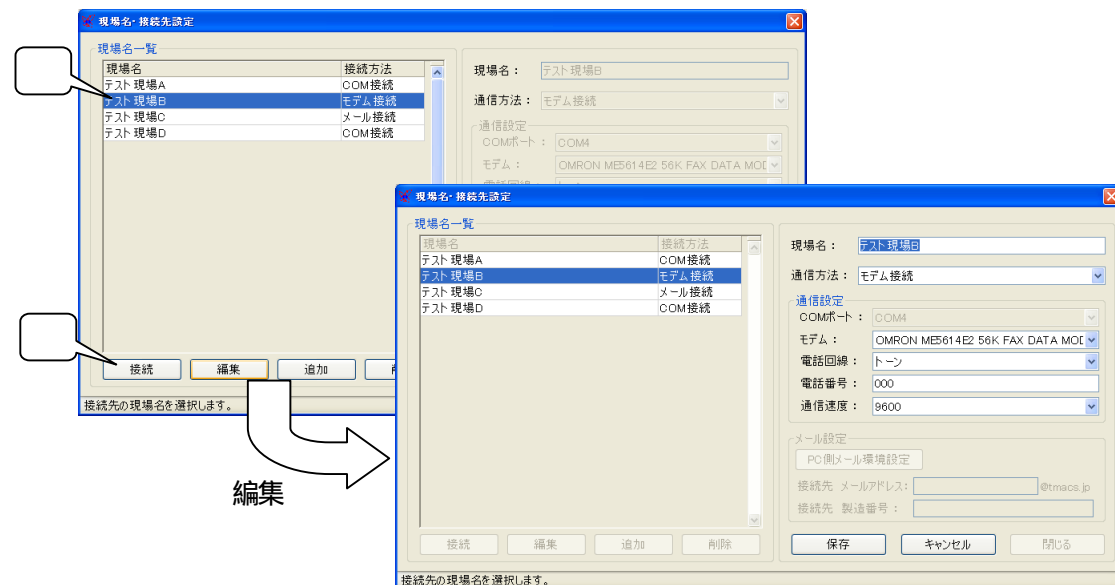 現場名・接続先設定
現場名一覧
現場名 接続方法
テスト現場A COM接続
テスト現場B モデム接続
テスト現場C メール接続
テスト現場D COM接続
現場名： テスト現場B
通信方法： モデム接続
通信設定
COMポート： COM4
モデム： OMRON ME5614E2 56K FAX DATA MOD
接続 編集 追加
接続先の現場名を選択します。
編集
現場名・接続先設定
現場名一覧
現場名 接続方法
テスト現場A COM接続
テスト現場B モデム接続
テスト現場C メール接続
テスト現場D COM接続
接続 編集 追加 削除
現場名： テスト現場B
通信方法： モデム接続
通信設定
COMポート： COM4
モデム： OMRON ME5614E2 56K FAX DATA MOD
電話回線： トーン
電話番号： 000
通信速度： 9600
メール設定
PC側メール環境設定
接続先 メールアドレス： @tmacs.jp
接続先 製造番号：
保存 キャンセル 閉じる
接続先の現場名を選択します。